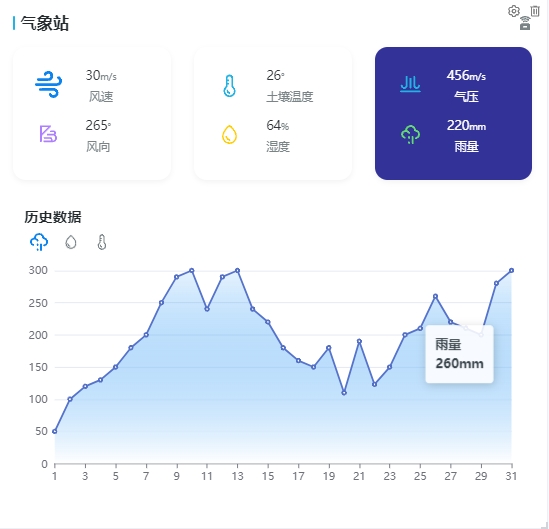 气象站
30m/s
风速
26°
土壤温度
456m/s
气压
265°
风向
64%
湿度
220mm
雨量
历史数据
300
250
200
150
100
50
0
雨量
260mm
1 3 5 7 9 11 13 15 17 19 21 23 25 27 29 31